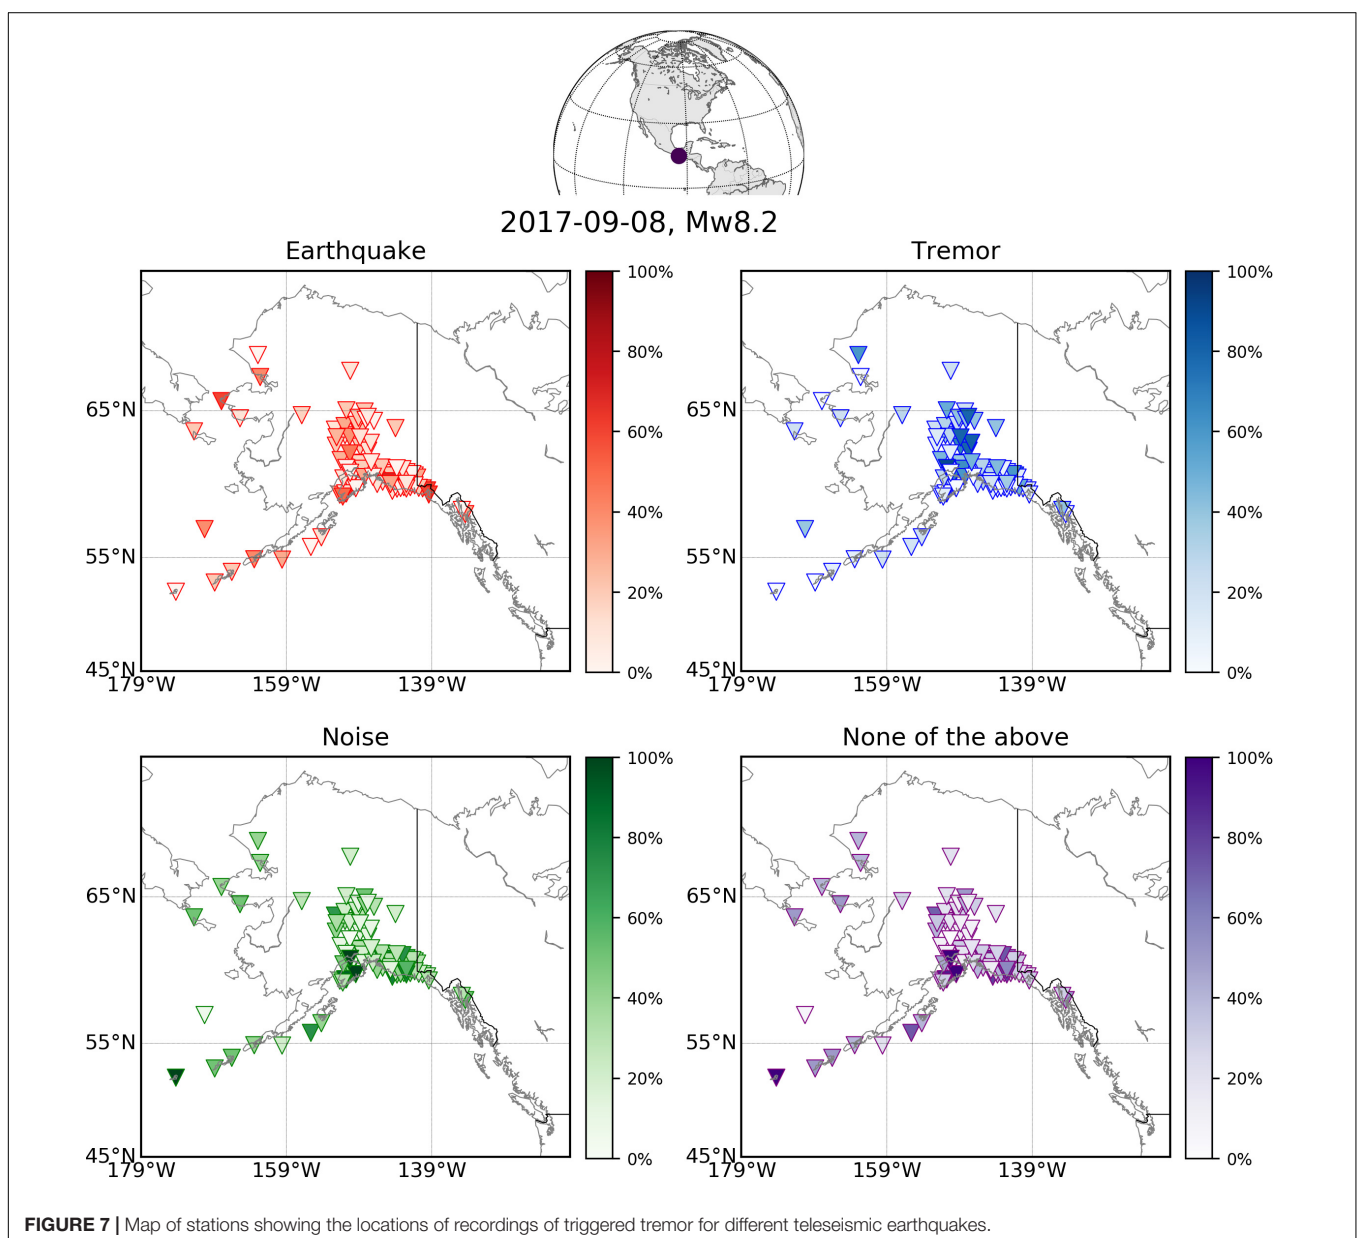 2017-09-08, Mw8.2
Earthquake
Tremor
65°N
55°N
45°N
179°W
159°W
139°W
100%
80%
60%
40%
20%
0%
65°N
55°N
45°N
179°W
159°W
139°W
100%
80%
60%
40%
20%
0%
Noise
None of the above
65°N
55°N
45°N
179°W
159°W
139°W
100%
80%
60%
40%
20%
0%
65°N
55°N
45°N
179°W
159°W
139°W
100%
80%
60%
40%
20%
0%
FIGURE 7 | Map of stations showing the locations of recordings of triggered tremor for different teleseismic earthquakes.